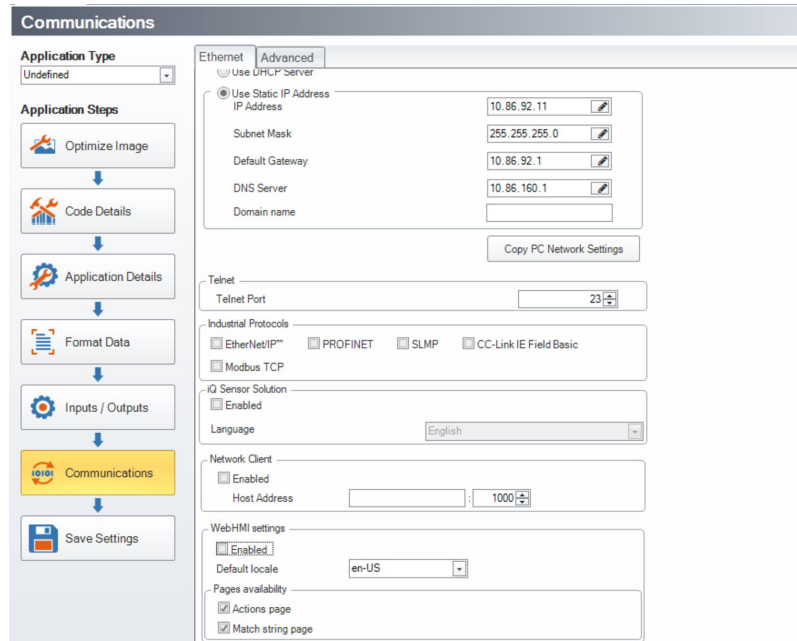 Communications
Application Type
Undefined
Application Steps
Optimize Image
Code Details
Application Details
Format Data
Inputs / Outputs
Communications
Save Settings
Ethernet
Advanced
Use DHCP Server
Use Static IP Address
IP Address 10.86.92.11
Subnet Mask 255.255.255.0
Default Gateway 10.86.92.1
DNS Server 10.86.160.1
Domain name
Copy PC Network Settings
Telnet
Telnet Port 23
Industrial Protocols
EtherNet/IP™ PROFINET SLMP CC-Link IE Field Basic
Modbus TCP
iQ Sensor Solution
Enabled
Language English
Network Client
Enabled
Host Address : 1000
WebHMI settings
Enabled
Default locale en-US
Pages availability
Actions page
Match string page